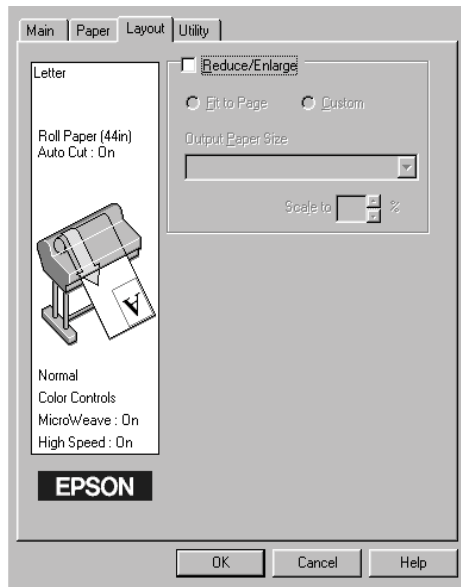 Main Paper Layout Utility
Letter
Roll Paper (44in)
Auto Cut : On
A
Normal
Color Controls
MicroWeave : On
High Speed : On
EPSON
Reduce/Enlarge
Fit to Page Custom
Output Paper Size
Scale to %
OK Cancel Help